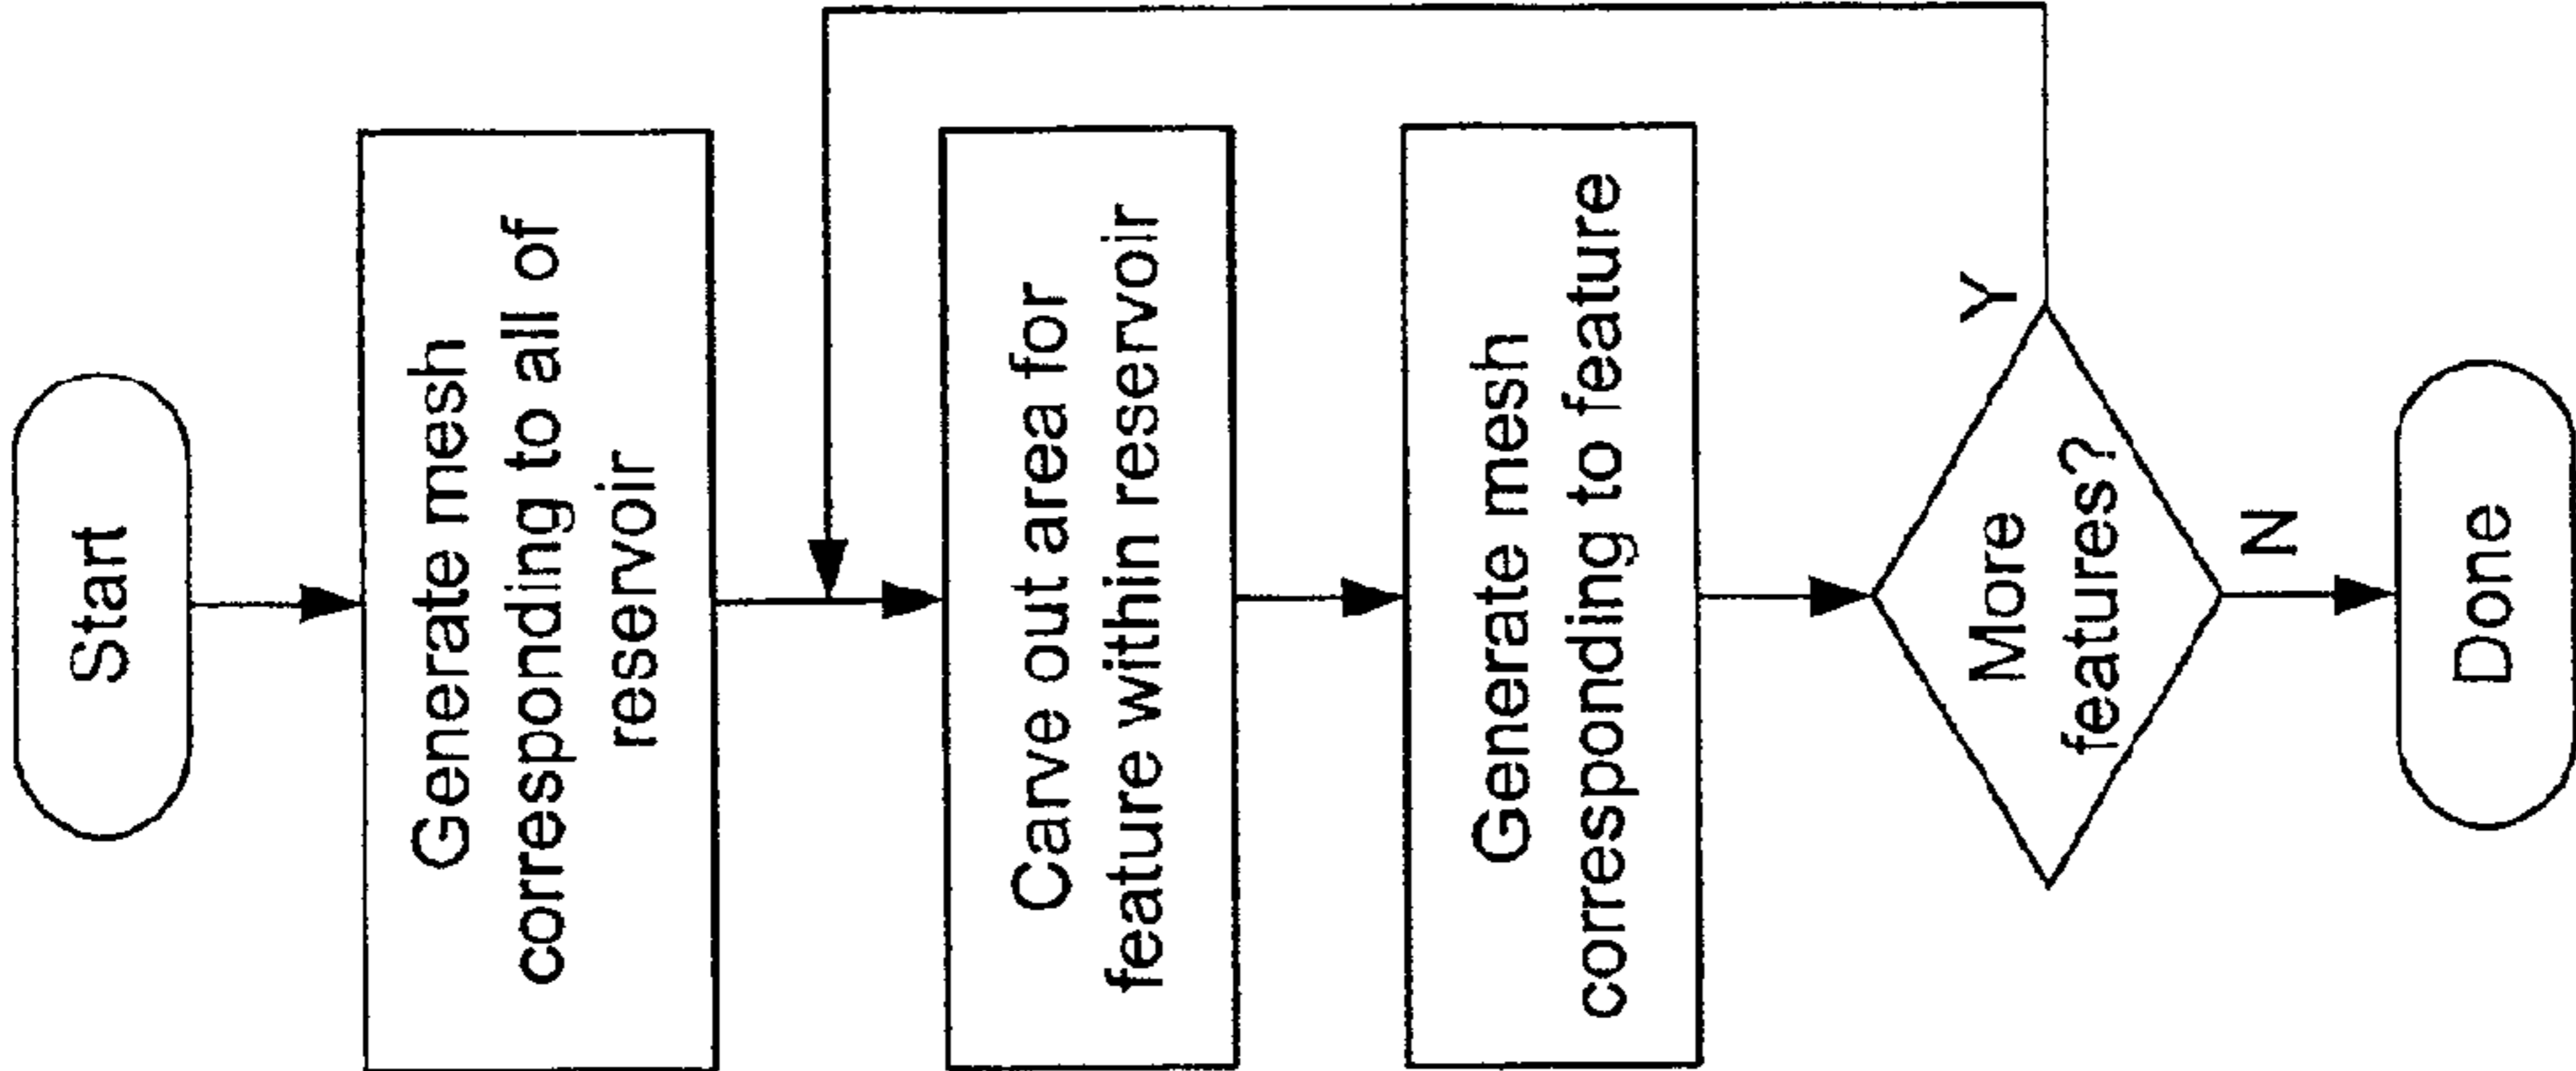 Start
Generate mesh
corresponding to all of
reservoir
Carve out area for
feature within reservoir
Generate mesh
corresponding to feature
More
features?
Y
N
Done